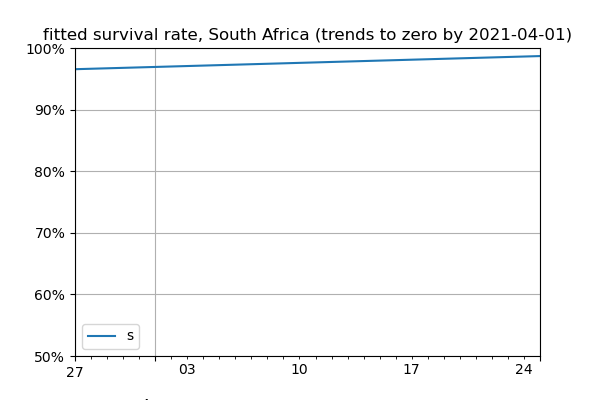 fitted survival rate, South Africa (trends to zero by 2021-04-01)
100%
90%
80%
70%
60%
50%
s
27 03 10 17 24